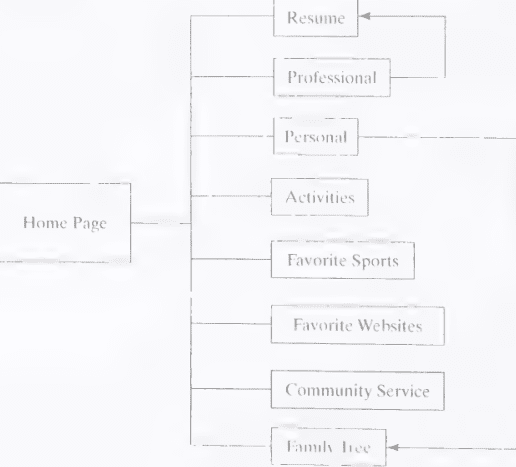 Resume
Professional
Personal
Activities
Home Page
Favorite Sports
Favorite Websites
Community Service
Family Tree